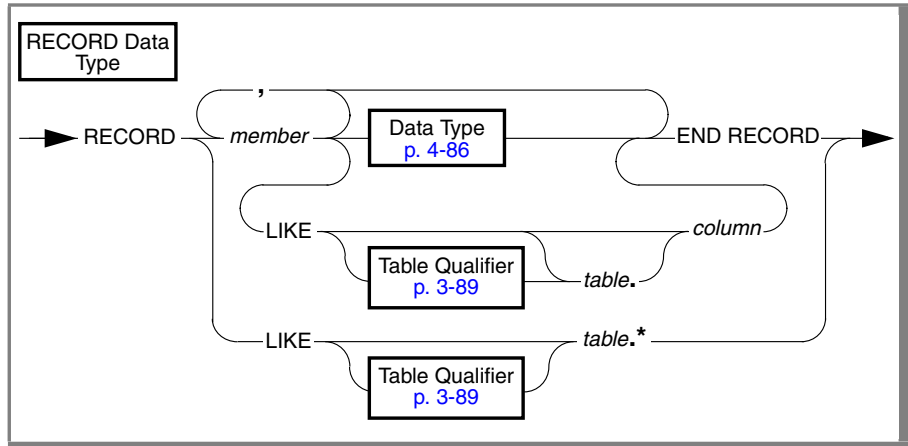 RECORD Data
Type
,
RECORD member Data Type END RECORD
p. 4-86
LIKE column
Table Qualifier
p. 3-89 table.
LIKE table.*
Table Qualifier
p. 3-89